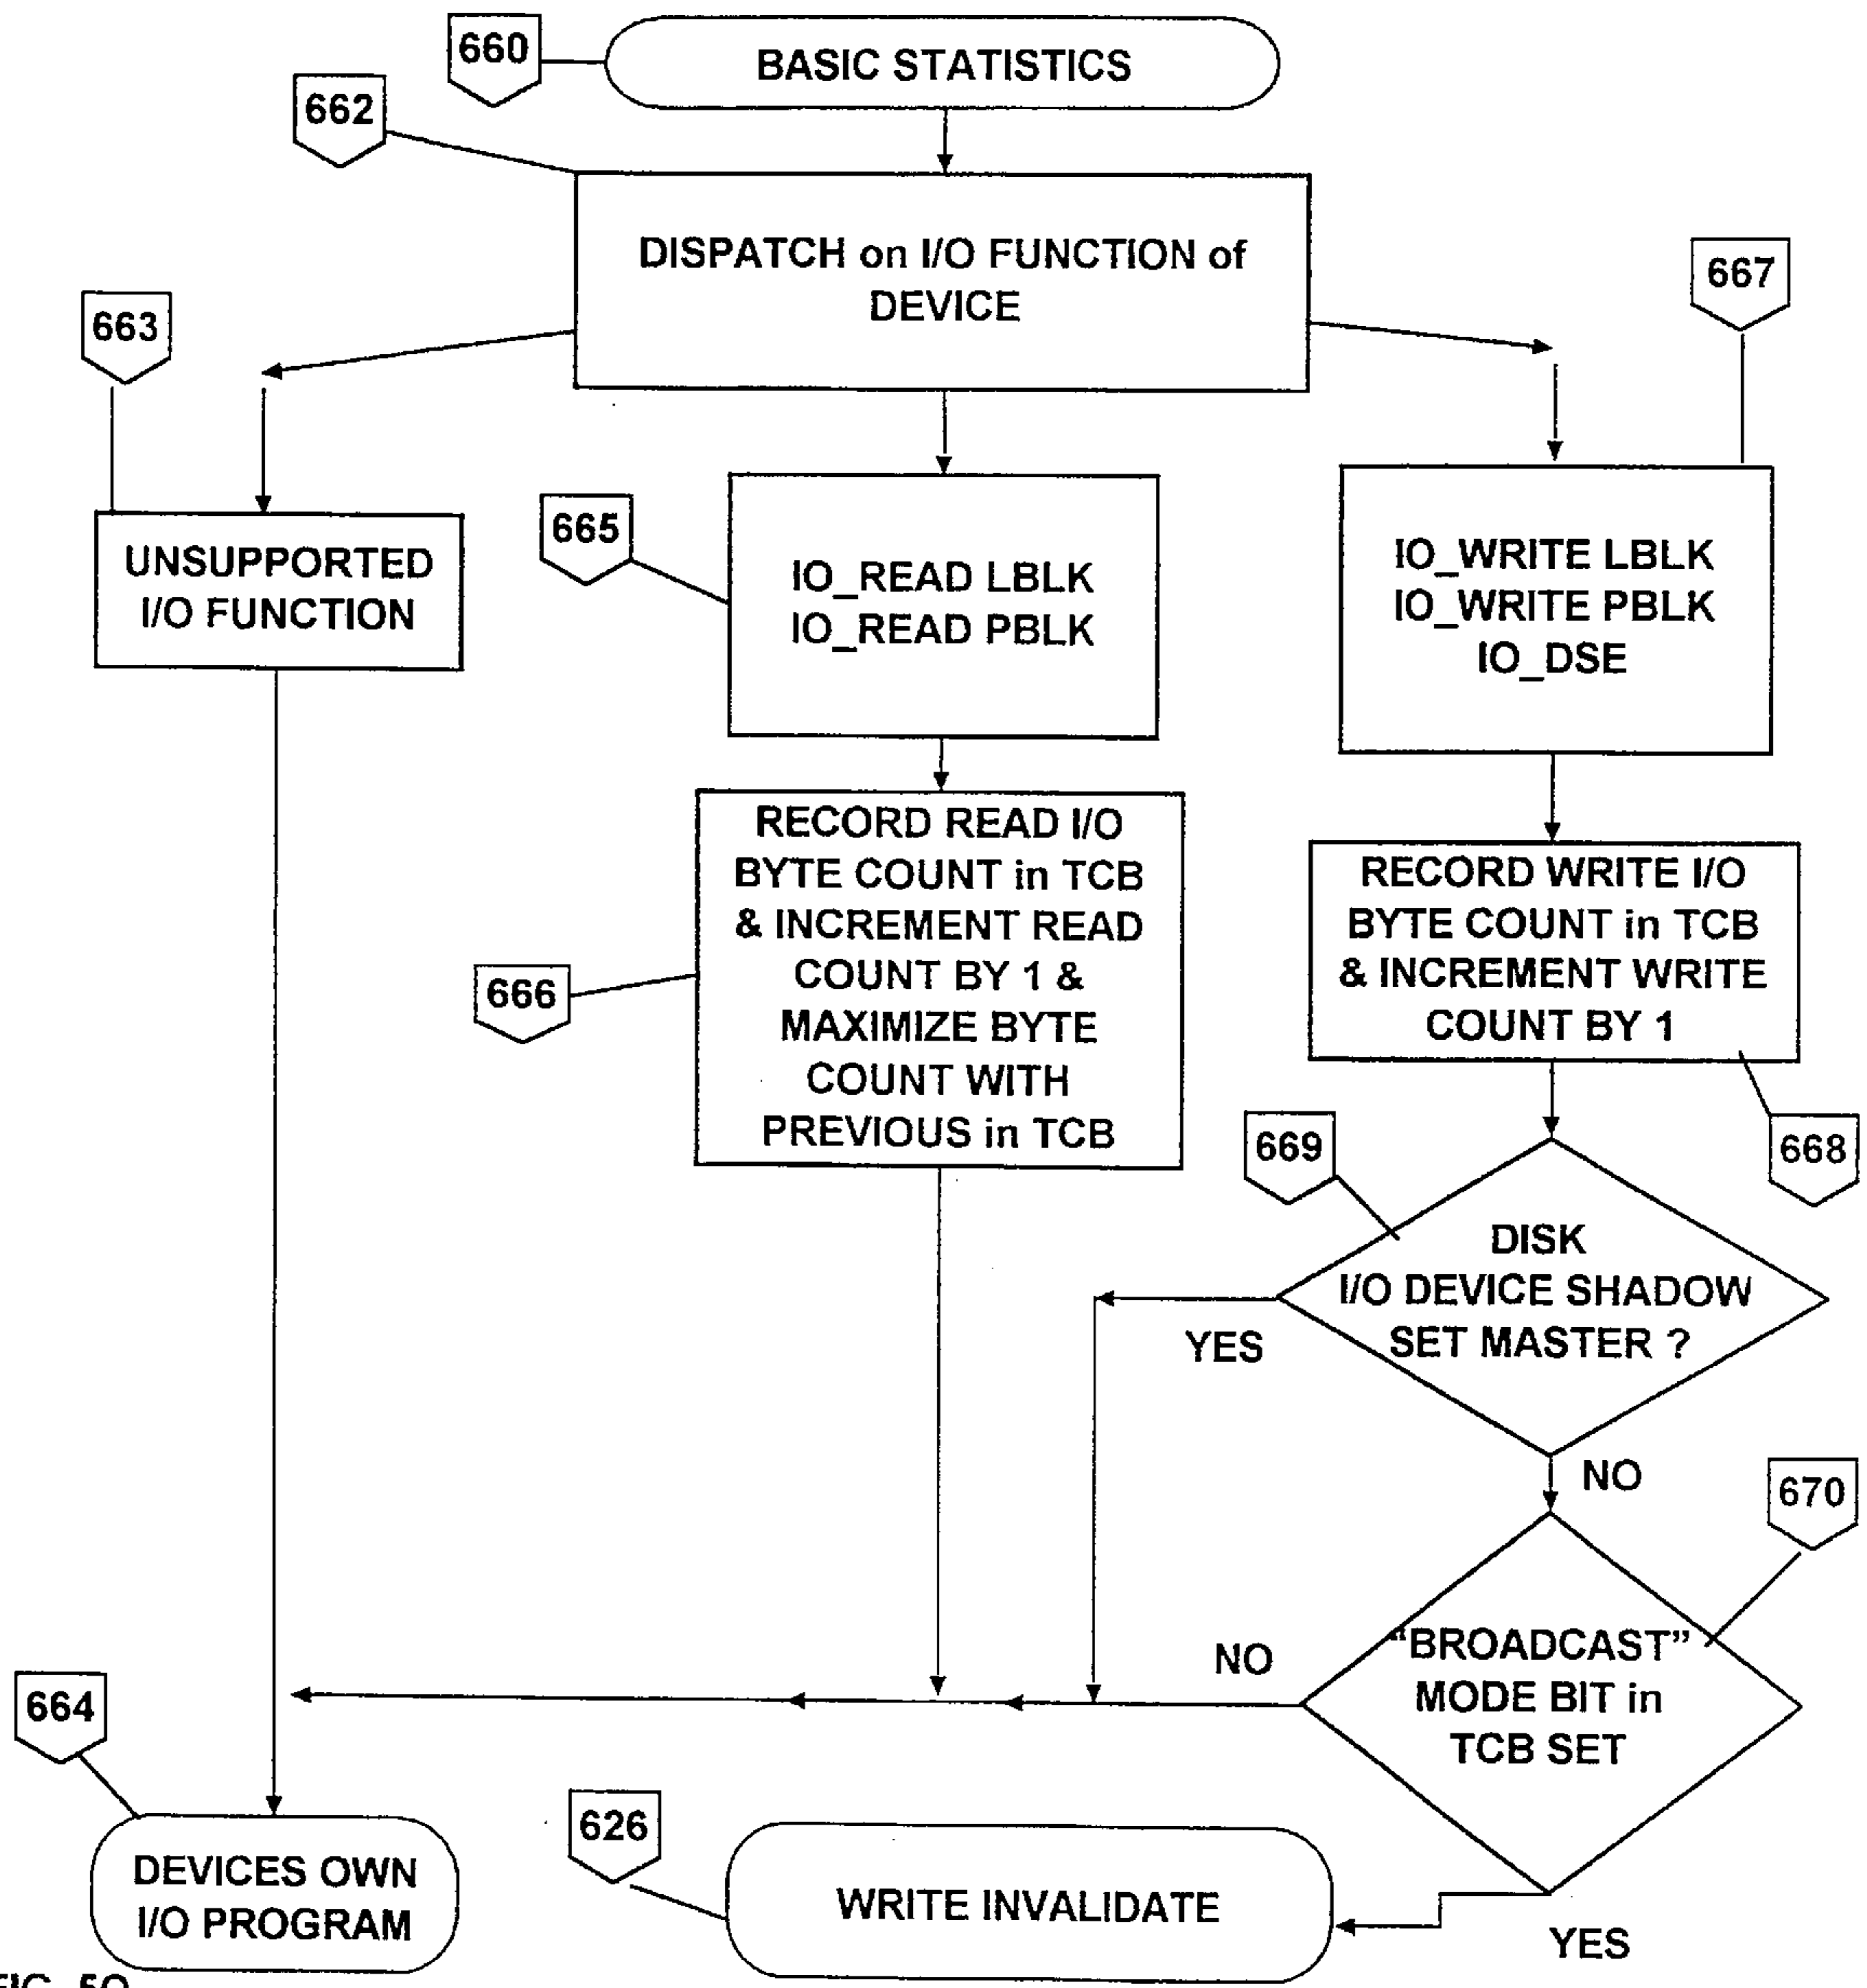 660
BASIC STATISTICS
662
DISPATCH on I/O FUNCTION of
DEVICE
667
663
UNSUPPORTED
I/O FUNCTION
665
IO_READ LBLK
IO_READ PBLK
IO_WRITE LBLK
IO_WRITE PBLK
IO_DSE
RECORD READ I/O
BYTE COUNT in TCB
& INCREMENT READ
COUNT BY 1 &
MAXIMIZE BYTE
COUNT WITH
PREVIOUS in TCB
666
RECORD WRITE I/O
BYTE COUNT in TCB
& INCREMENT WRITE
COUNT BY 1
668
669
DISK
I/O DEVICE SHADOW
SET MASTER ?
YES
NO
670
"BROADCAST"
MODE BIT in
TCB SET
NO
YES
664
DEVICES OWN
I/O PROGRAM
626
WRITE INVALIDATE